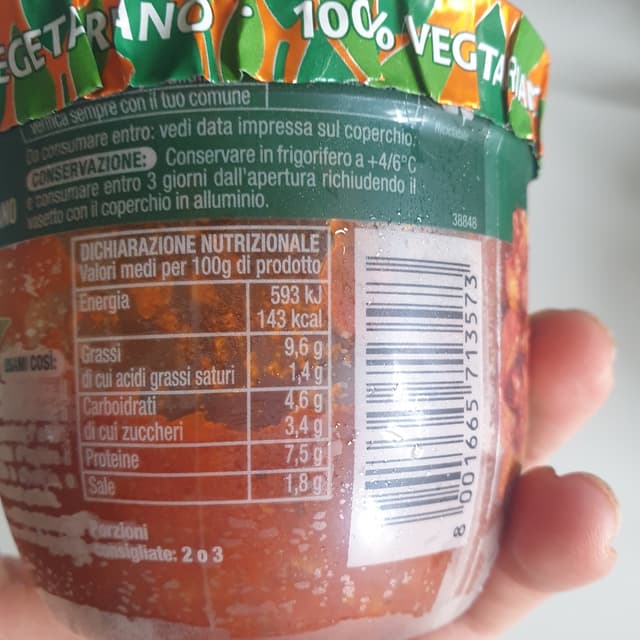 VEGETARIANO • 100% VEGETARIANO
Verifica sempre con il tuo comune
Da consumare entro: vedi data impressa sul coperchio.
CONSERVAZIONE: Conservare in frigorifero a +4/6°C
e consumare entro 3 giorni dall'apertura richiudendo il
vasetto con il coperchio in alluminio.
38848
DICHIARAZIONE NUTRIZIONALE
Valori medi per 100g di prodotto
Energia 593 kJ
143 kcal
Grassi 9,6 g
di cui acidi grassi saturi 1,4 g
Carboidrati 4,6 g
di cui zuccheri 3,4 g
Proteine 7,5 g
Sale 1,8 g
USAMI COSÌ:
porzioni
consigliate: 2 o 3
8 001665 713573